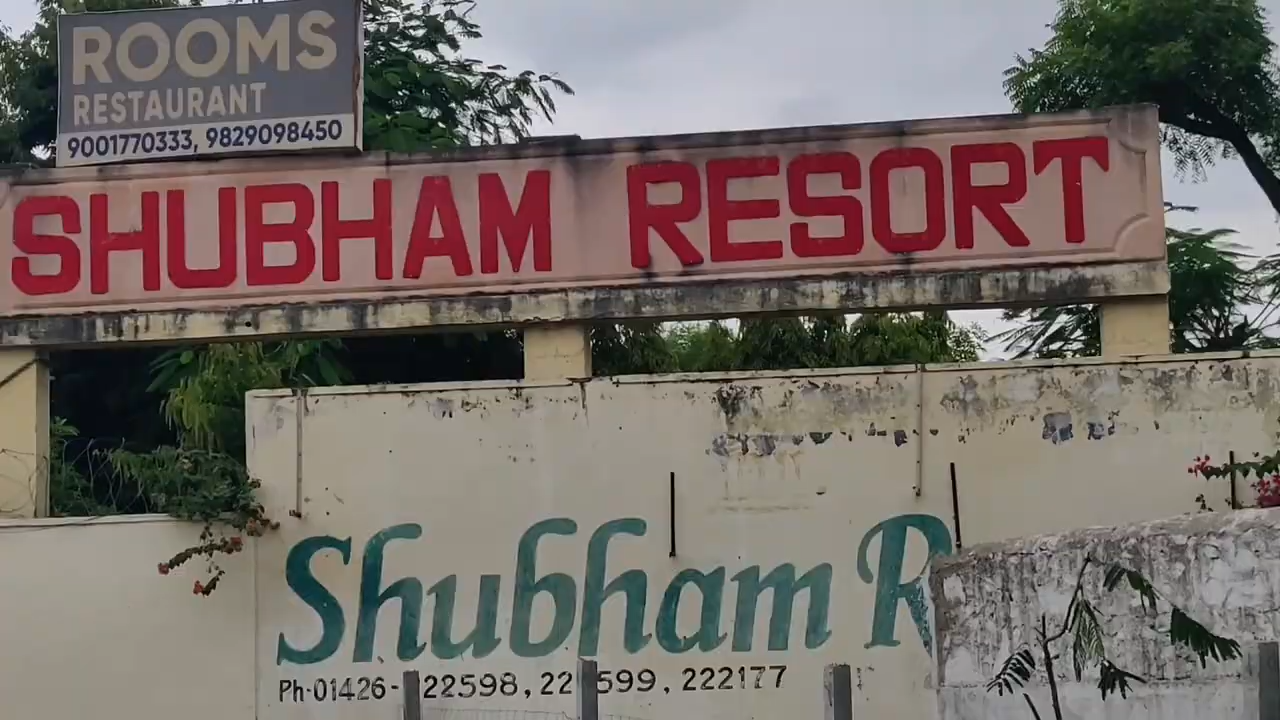 ROOMS
RESTAURANT
9001770333, 9829098450
SHUBHAM RESORT
Shubham R
Ph-01426- 22598, 22 599, 222177